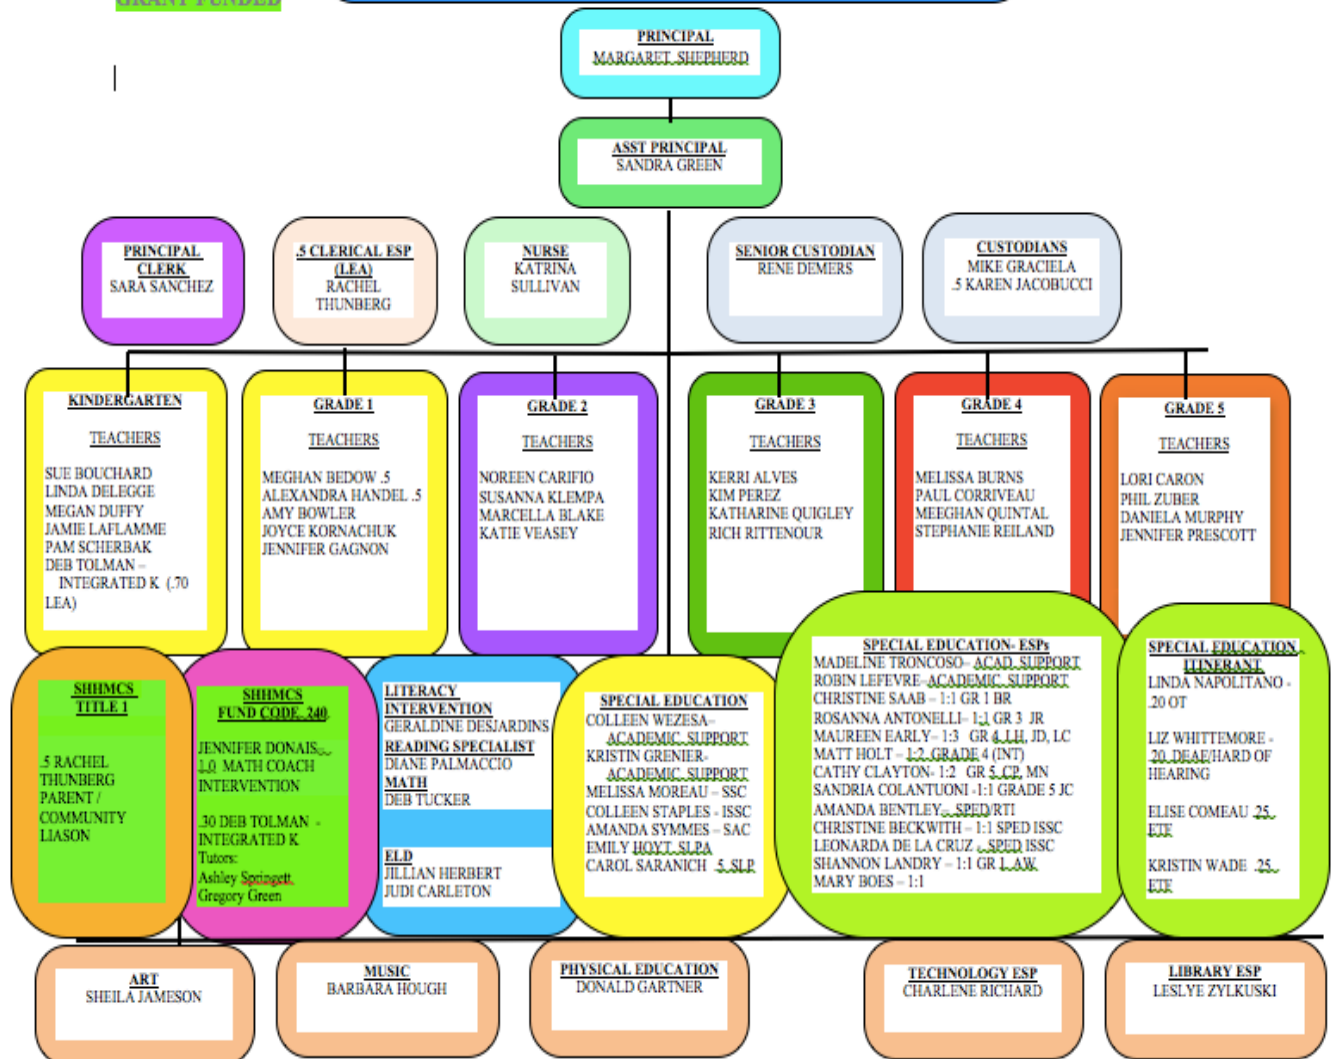 GRANT FUNDED
PRINCIPAL
MARGARET SHEPHERD
ASST PRINCIPAL
SANDRA GREEN
PRINCIPAL
CLERK
SARA SANCHEZ
.5 CLERICAL ESP
(LEA)
RACHEL
THUNBERG
NURSE
KATRINA
SULLIVAN
SENIOR CUSTODIAN
RENE DEMERS
CUSTODIANS
MIKE GRACIELA
.5 KAREN JACOBUCCI
KINDERGARTEN
TEACHERS
SUE BOUCHARD
LINDA DELEGGE
MEGAN DUFFY
JAMIE LAFLAMME
PAM SCHERBAK
DEB TOLMAN –
INTEGRATED K (.70
LEA)
GRADE 1
TEACHERS
MEGHAN BEDOW .5
ALEXANDRA HANDEL .5
AMY BOWLER
JOYCE KORNACHUK
JENNIFER GAGNON
GRADE 2
TEACHERS
NOREEN CARIFIO
SUSANNA KLEMPA
MARCELLA BLAKE
KATIE VEASEY
GRADE 3
TEACHERS
KERRI ALVES
KIM PEREZ
KATHARINE QUIGLEY
RICH RITTENOUR
GRADE 4
TEACHERS
MELISSA BURNS
PAUL CORRIVEAU
MEEGHAN QUINTAL
STEPHANIE REILAND
GRADE 5
TEACHERS
LORI CARON
PHIL ZUBER
DANIELA MURPHY
JENNIFER PRESCOTT
SHHMCS
TITLE 1
.5 RACHEL
THUNBERG
PARENT /
COMMUNITY
LIASON
SHHMCS
FUND CODE 240
JENNIFER DONAIS –
1.0 MATH COACH
INTERVENTION
.30 DEB TOLMAN -
INTEGRATED K
Tutors:
Ashley Springett
Gregory Green
LITERACY
INTERVENTION
GERALDINE DESJARDINS
READING SPECIALIST
DIANE PALMACCIO
MATH
DEB TUCKER
ELD
JILLIAN HERBERT
JUDI CARLETON
SPECIAL EDUCATION
COLLEEN WEZESA–
ACADEMIC SUPPORT
KRISTIN GRENIER-
ACADEMIC SUPPORT
MELISSA MOREAU – SSC
COLLEEN STAPLES - ISSC
AMANDA SYMMES – SAC
EMILY HOYT SLPA
CAROL SARANICH .5 SLP
SPECIAL EDUCATION- ESPs
MADELINE TRONCOSO– ACAD. SUPPORT
ROBIN LEFEVRE–ACADEMIC SUPPORT
CHRISTINE SAAB – 1:1 GR 1 BR
ROSANNA ANTONELLI– 1:1 GR 3 JR
MAUREEN EARLY– 1:3 GR 4 LH, JD, LC
MATT HOLT – 1:2 GRADE 4 (INT)
CATHY CLAYTON- 1:2 GR 5 CP, MN
SANDRIA COLANTUONI -1:1 GRADE 5 JC
AMANDA BENTLEY– SPED/RTI
CHRISTINE BECKWITH – 1:1 SPED ISSC
LEONARDA DE LA CRUZ - SPED ISSC
SHANNON LANDRY – 1:1 GR 1 AW
MARY BOES – 1:1
SPECIAL EDUCATION
ITINERANT
LINDA NAPOLITANO -
.20 OT
LIZ WHITTEMORE -
.20 DEAF/HARD OF
HEARING
ELISE COMEAU .25
ETF
KRISTIN WADE .25
ETF
ART
SHEILA JAMESON
MUSIC
BARBARA HOUGH
PHYSICAL EDUCATION
DONALD GARTNER
TECHNOLOGY ESP
CHARLENE RICHARD
LIBRARY ESP
LESLYE ZYLKUSKI